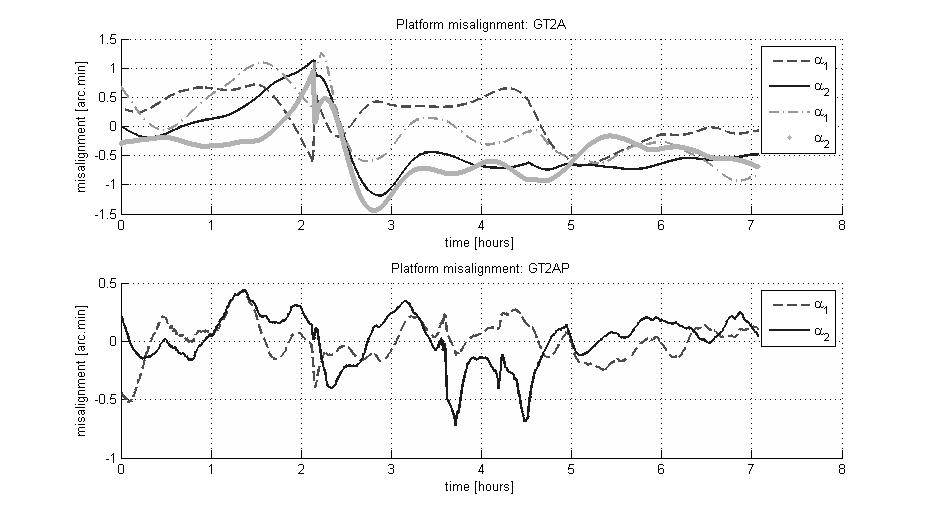 Platform misalignment: GT2A
misalignment [arc.min]
1.5
1
0.5
0
-0.5
-1
-1.5
0 1 2 3 4 5 6 7 8
time [hours]
α1
α2
α1
α2
Platform misalignment: GT2AP
misalignment [arc.min]
0.5
0
-0.5
-1
0 1 2 3 4 5 6 7 8
time [hours]
α1
α2